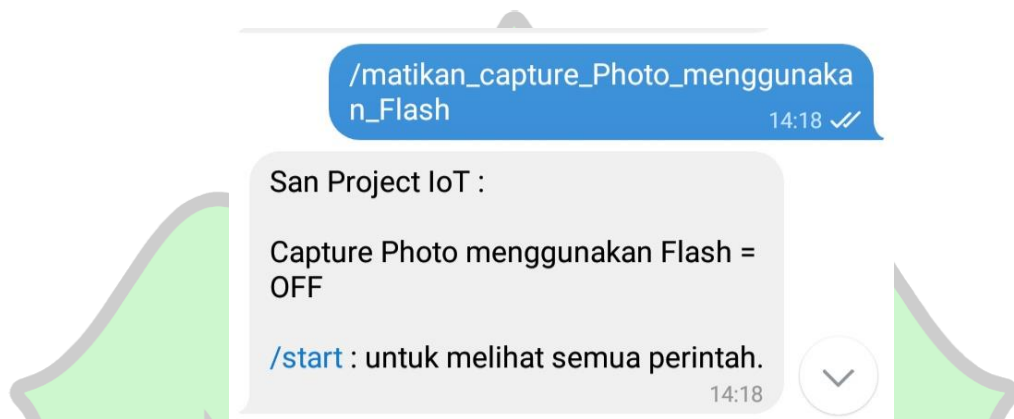 /matikan_capture_Photo_menggunaka
n_Flash
14:18
San Project IoT :
Capture Photo menggunakan Flash =
OFF
/start : untuk melihat semua perintah.
14:18